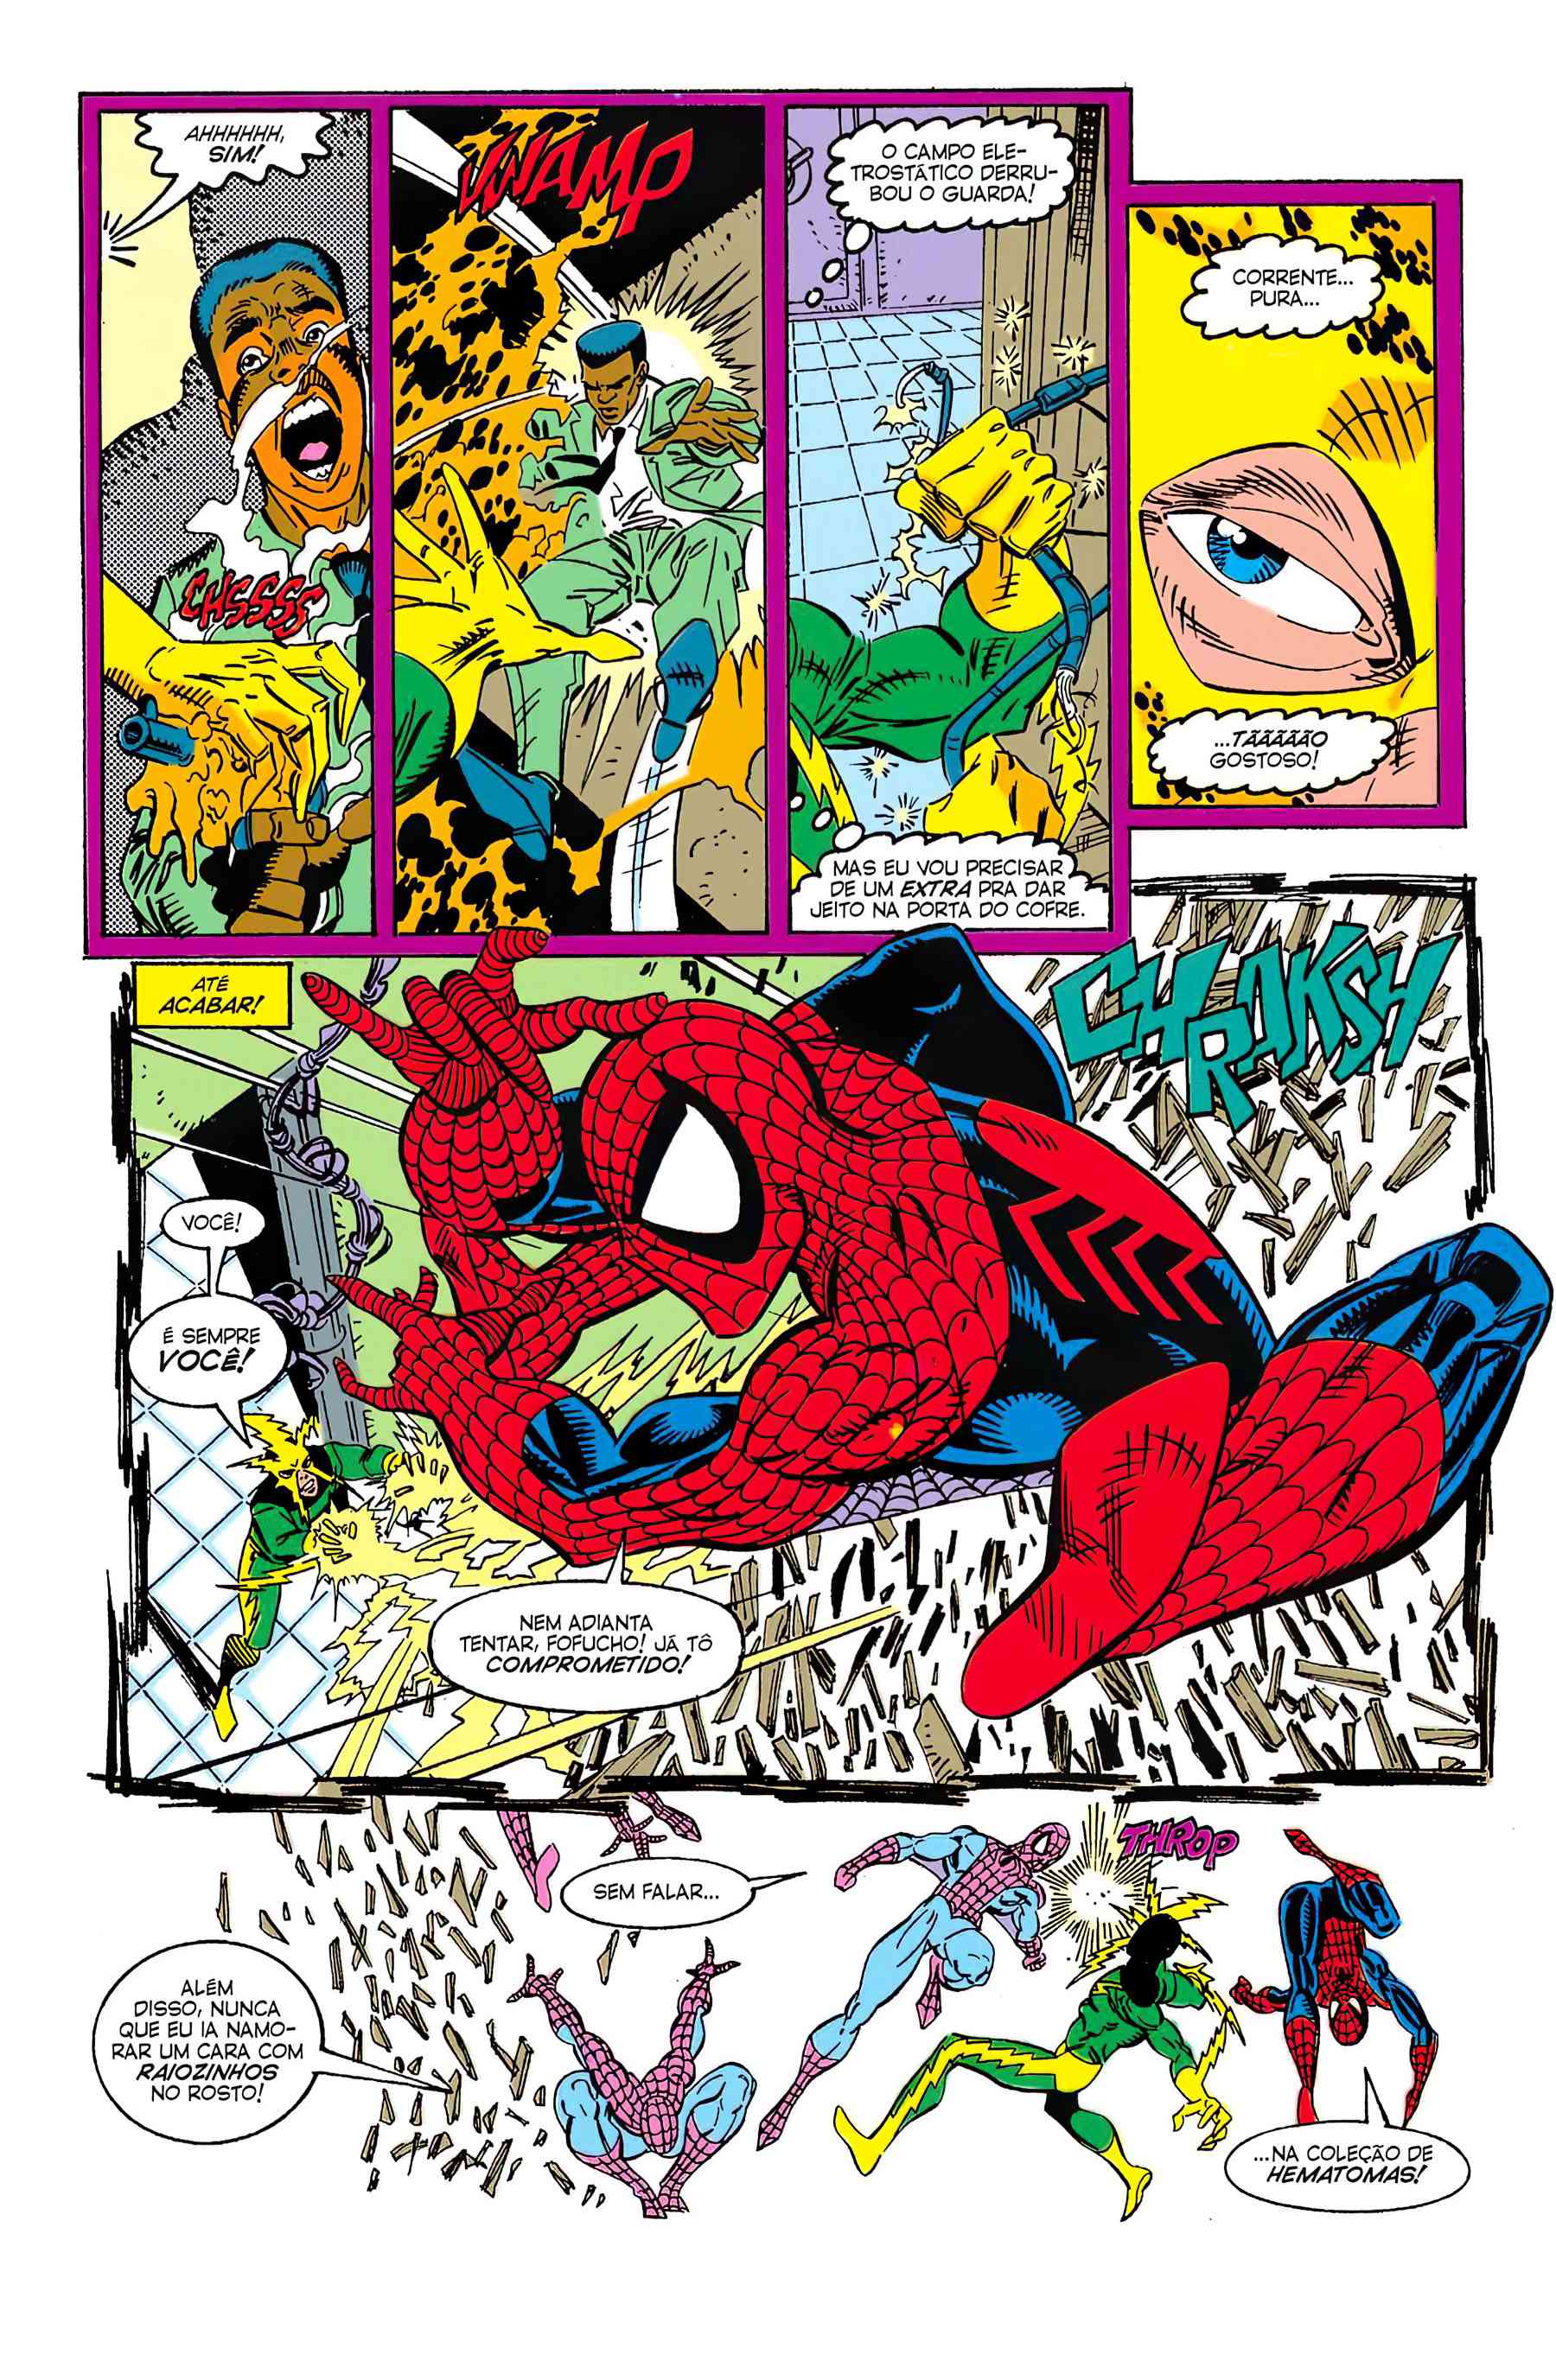 AHHHHHH,
SIM!
CHSSSS
WAMP
O CAMPO ELE-
TROSTÁTICO DERRU-
BOU O GUARDA!
MAS EU VOU PRECISAR
DE UM EXTRA PRA DAR
JEITO NA PORTA DO COFRE.
CORRENTE...
PURA...
...TÃÃÃÃÃO
GOSTOSO!
ATÉ
ACABAR!
CHRAKSH
VOCÊ!
É SEMPRE
VOCÊ!
NEM ADIANTA
TENTAR, FOFUCHO! JÁ TÔ
COMPROMETIDO!
ALÉM
DISSO, NUNCA
QUE EU IA NAMO-
RAR UM CARA COM
RAIOZINHOS
NO ROSTO!
SEM FALAR...
THROP
...NA COLEÇÃO DE
HEMATOMAS!